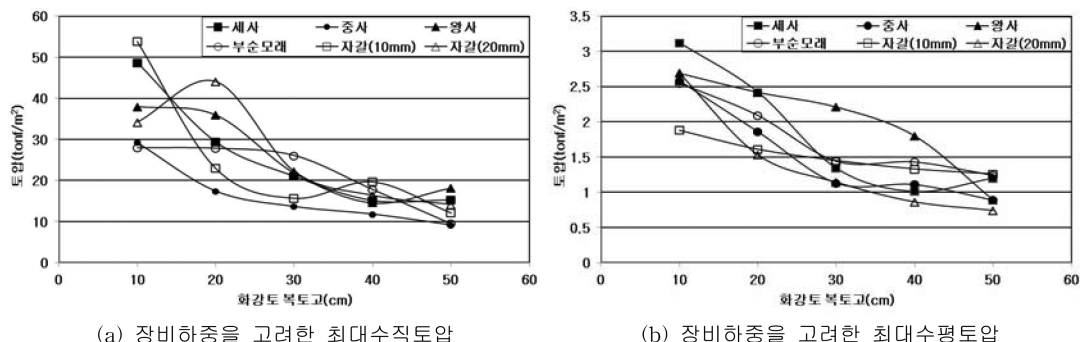 세사 중사 왕사
부순모래 자갈(10mm) 자갈(20mm)
60
50
40
30
20
10
0
토압(tonf/m²)
0 10 20 30 40 50 60
화강토 복토고(cm)
(a) 장비하중을 고려한 최대수직토압
세사 중사 왕사
부순모래 자갈(10mm) 자갈(20mm)
3.5
3
2.5
2
1.5
1
0.5
0
토압(tonf/m²)
0 10 20 30 40 50 60
화강토 복토고(cm)
(b) 장비하중을 고려한 최대수평토압